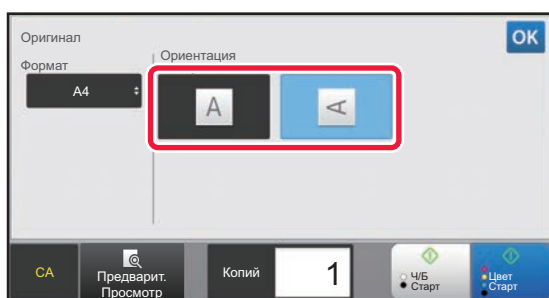 Оригинал
OK
Формат
Ориентация
A4
A
A
CA
Предварит.
Просмотр
Копий
1
Ч/Б
Старт
Цвет
Старт